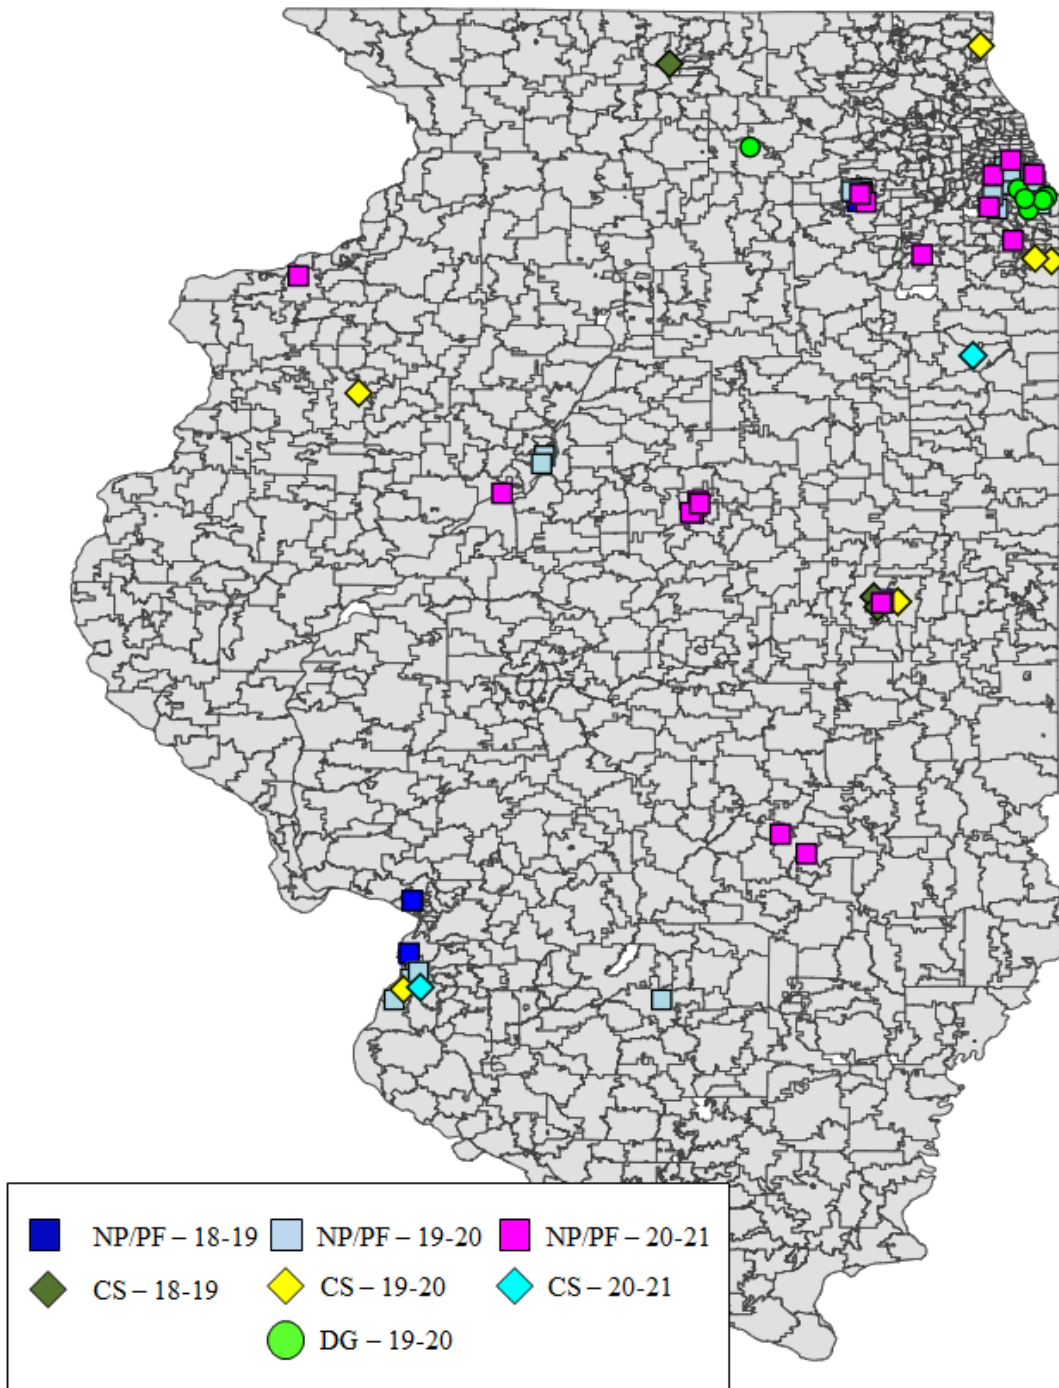 NP/PF – 18-19 NP/PF – 19-20 NP/PF – 20-21
CS – 18-19 CS – 19-20 CS – 20-21
DG – 19-20